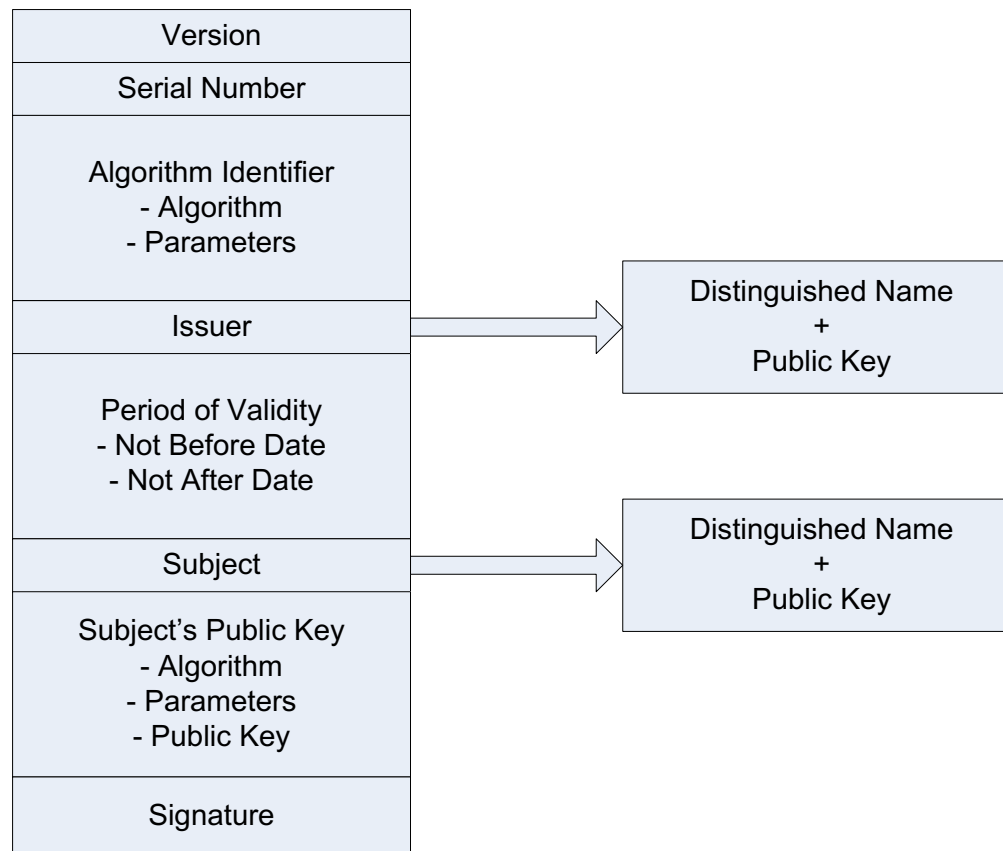 Version
Serial Number
Algorithm Identifier
- Algorithm
- Parameters
Issuer
Period of Validity
- Not Before Date
- Not After Date
Subject
Subject’s Public Key
- Algorithm
- Parameters
- Public Key
Signature
Distinguished Name
+
Public Key
Distinguished Name
+
Public Key